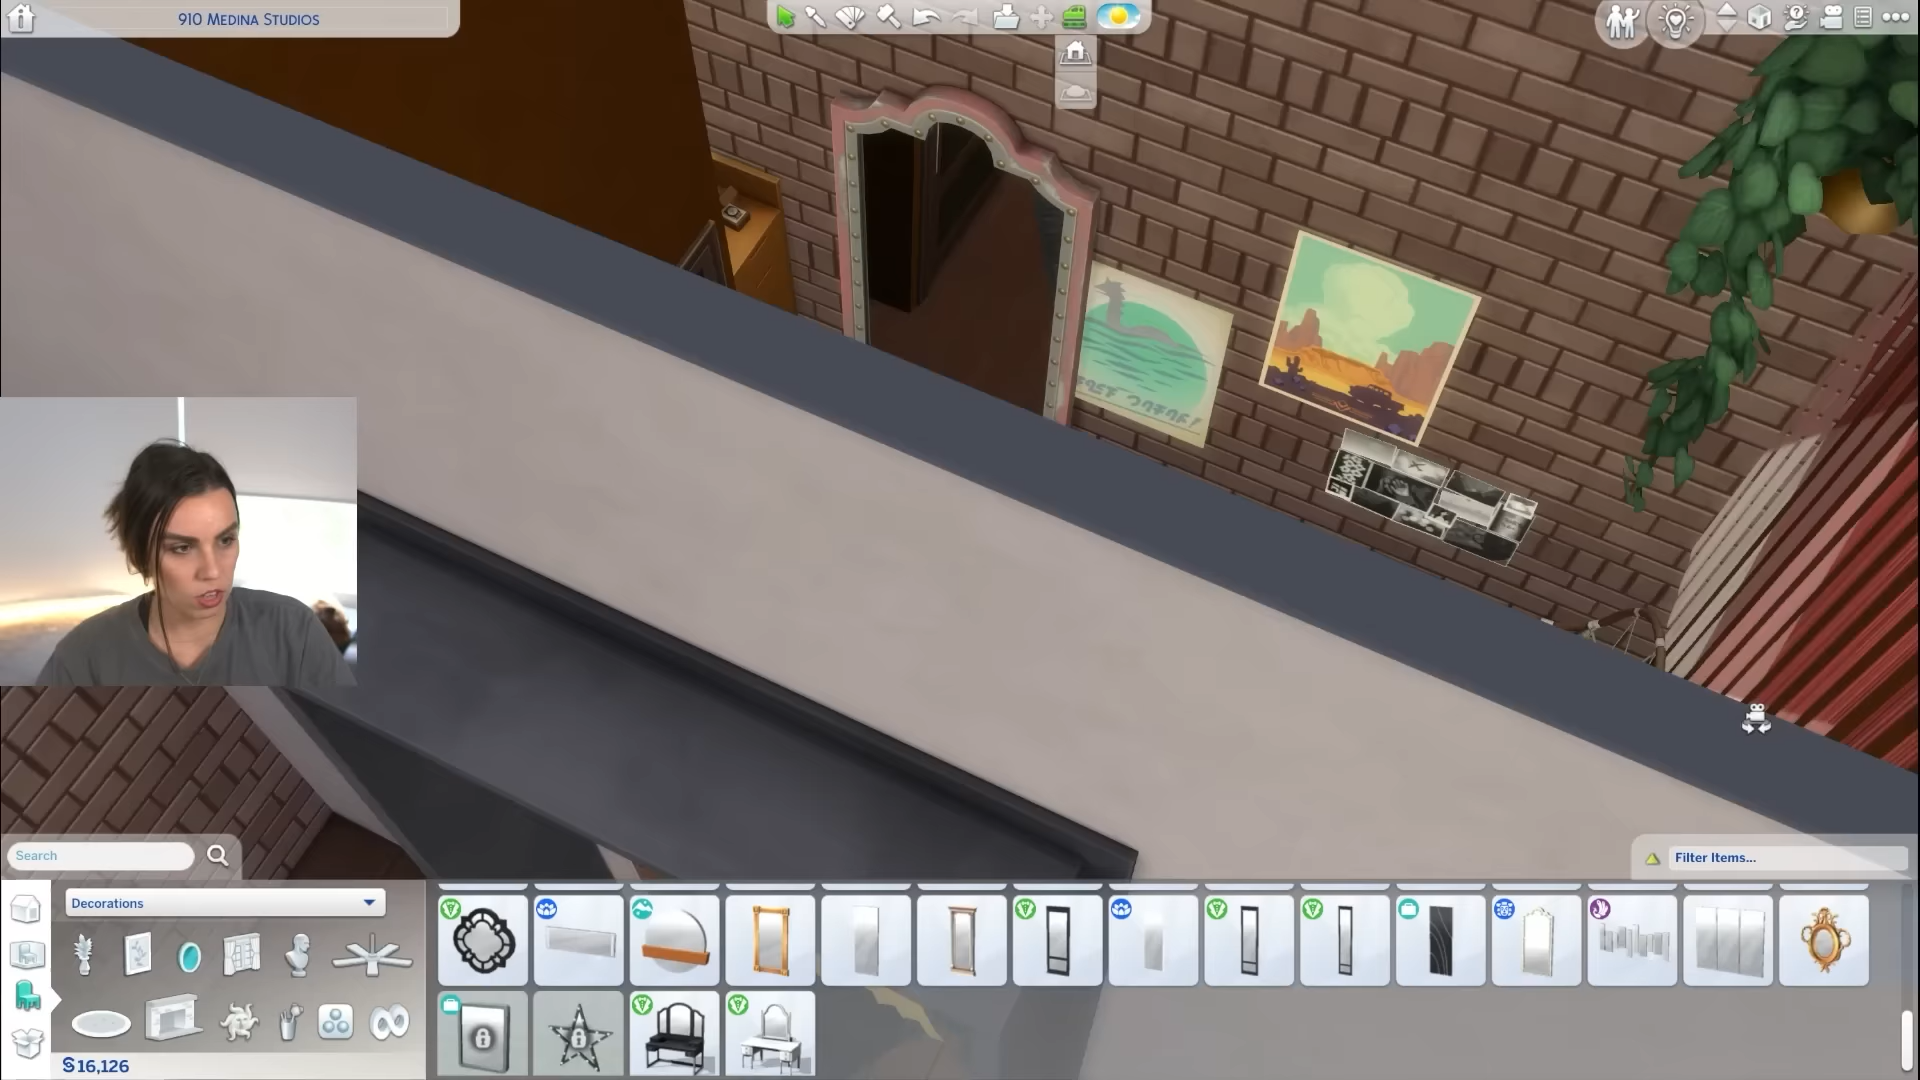 910 Medina Studios
Search
Filter Items...
Decorations
§16,126